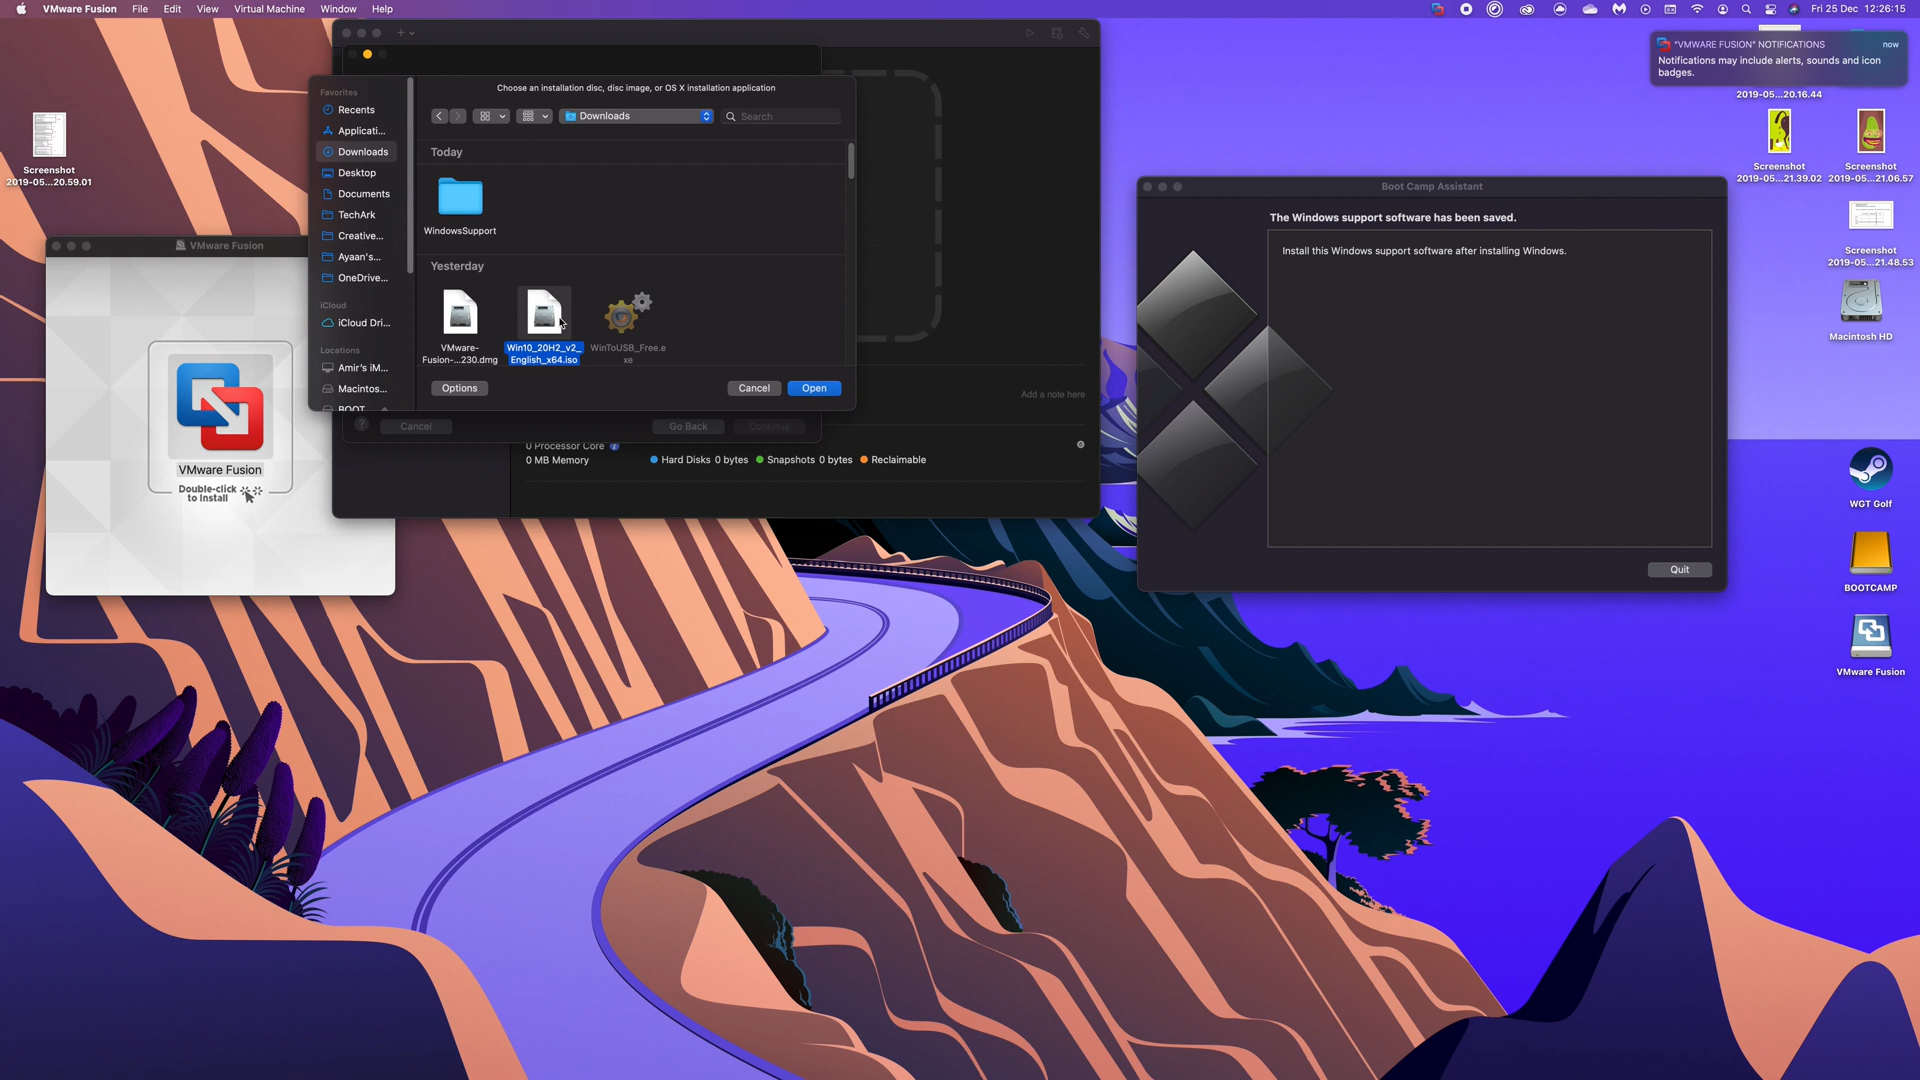 VMware Fusion File Edit View Virtual Machine Window Help
Fri 25 Dec 12:26:15
"VMWARE FUSION" NOTIFICATIONS now
Notifications may include alerts, sounds and icon
badges.
2019-05...20.16.44
Screenshot
2019-05...20.59.01
Screenshot
2019-05...21.39.02
Screenshot
2019-05...21.06.57
Screenshot
2019-05...21.48.53
Macintosh HD
WGT Golf
BOOTCAMP
VMware Fusion
VMware Fusion
VMware Fusion
Double-click
to Install
Choose an installation disc, disc image, or OS X installation application
Downloads
Search
Favorites
Recents
Applicati...
Downloads
Desktop
Documents
TechArk
Creative...
Ayaan's...
OneDrive...
iCloud
iCloud Dri...
Locations
Amir's iM...
Macintos...
BOOT
Today
WindowsSupport
Yesterday
VMware-
Fusion-...230.dmg
Win10_20H2_v2_
English_x64.iso
WinToUSB_Free.e
xe
Options
Cancel
Open
? Cancel
Go Back
Continue
Add a note here
0 Processor Core
0 MB Memory
Hard Disks 0 bytes
Snapshots 0 bytes
Reclaimable
Boot Camp Assistant
The Windows support software has been saved.
Install this Windows support software after installing Windows.
Quit